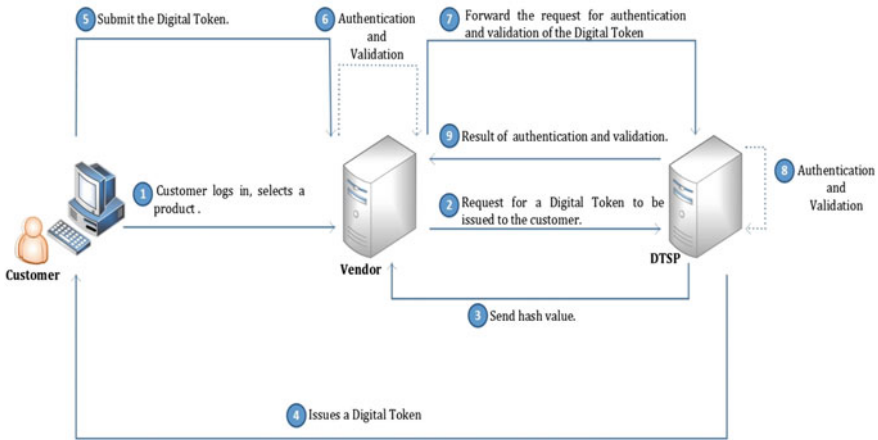 5 Submit the Digital Token.
6 Authentication
and
Validation
7 Forward the request for authentication
and validation of the Digital Token
9 Result of authentication and validation.
8 Authentication
and
Validation
1 Customer logs in, selects a
product .
2 Request for a Digital Token to be
issued to the customer.
Customer
Vendor
DTSP
3 Send hash value.
4 Issues a Digital Token